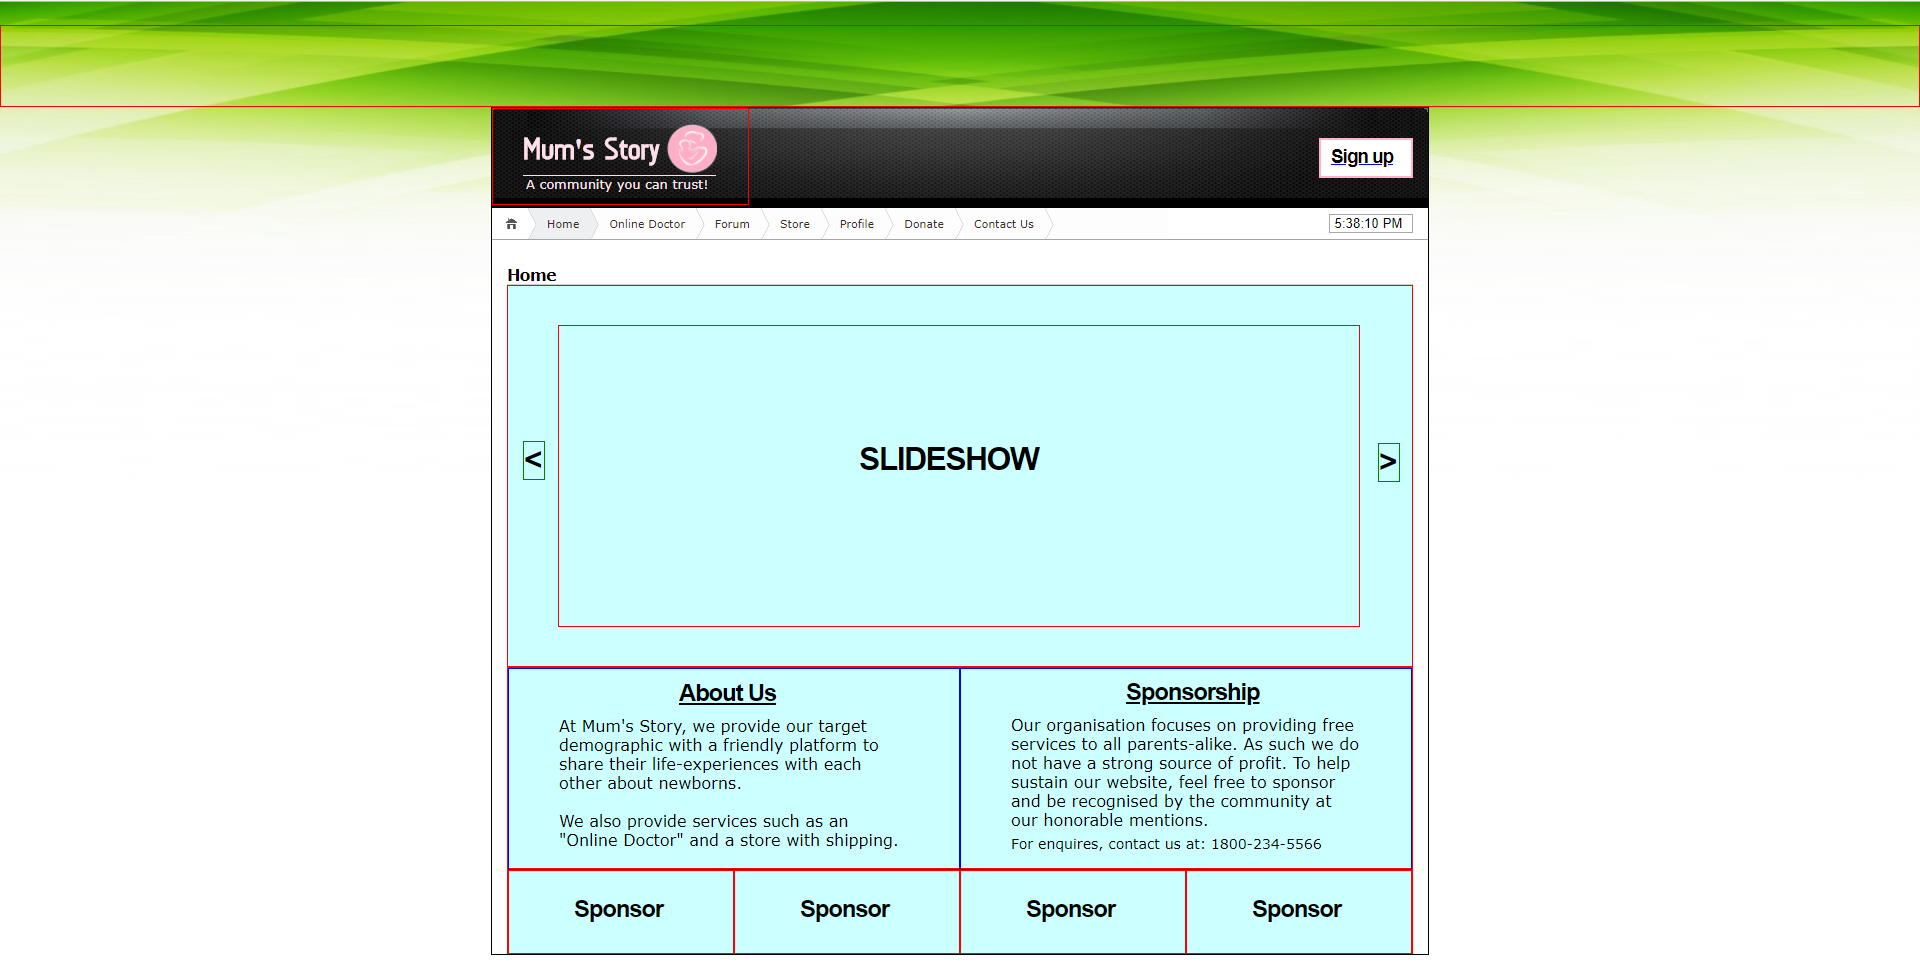 Mum's Story
A community you can trust!
Sign up
Home
Online Doctor
Forum
Store
Profile
Donate
Contact Us
5:38:10 PM
Home
<
SLIDESHOW
>
About Us
At Mum's Story, we provide our target
demographic with a friendly platform to
share their life-experiences with each
other about newborns.
We also provide services such as an
"Online Doctor" and a store with shipping.
Sponsorship
Our organisation focuses on providing free
services to all parents-alike. As such we do
not have a strong source of profit. To help
sustain our website, feel free to sponsor
and be recognised by the community at
our honorable mentions.
For enquires, contact us at: 1800-234-5566
Sponsor
Sponsor
Sponsor
Sponsor